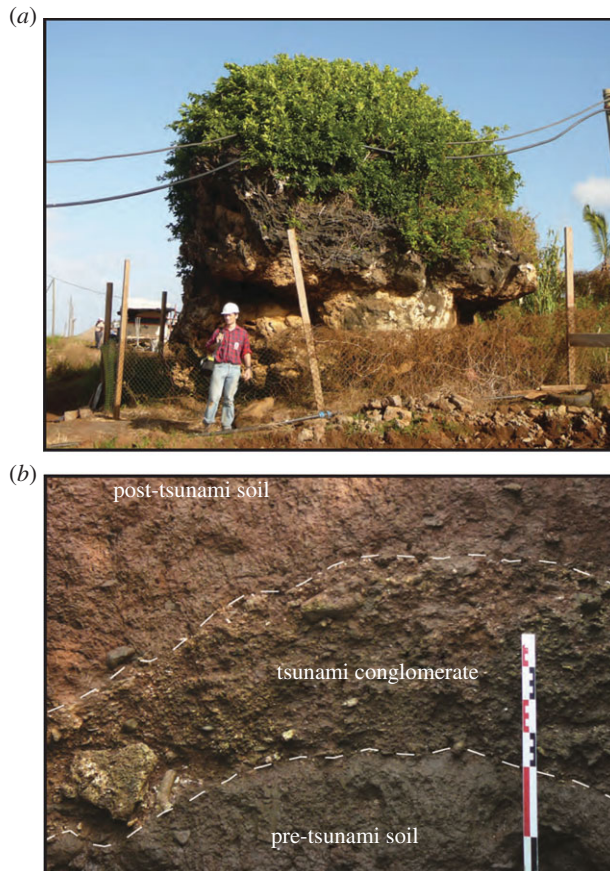 (a)
(b)
post-tsunami soil
tsunami conglomerate
pre-tsunami soil